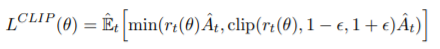 L^{CLIP}(θ) = Ê_t[min(r_t(θ)Â_t, clip(r_t(θ), 1 − ε, 1 + ε)Â_t)]